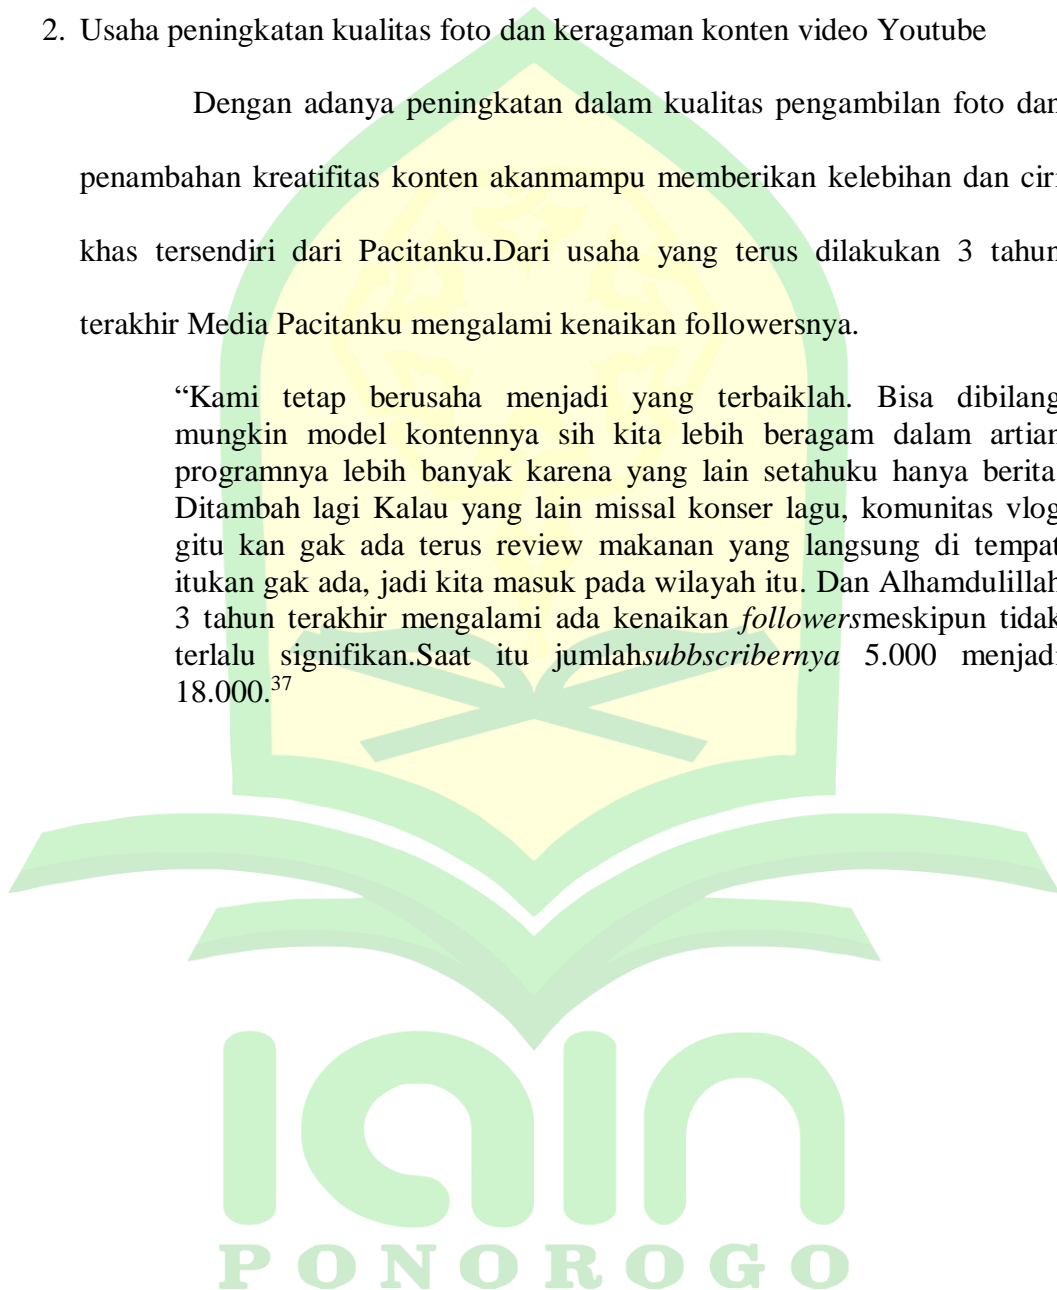 2. Usaha peningkatan kualitas foto dan keragaman konten video Youtube
Dengan adanya peningkatan dalam kualitas pengambilan foto dan
penambahan kreatifitas konten akanmampu memberikan kelebihan dan ciri
khas tersendiri dari Pacitanku.Dari usaha yang terus dilakukan 3 tahun
terakhir Media Pacitanku mengalami kenaikan followersnya.
“Kami tetap berusaha menjadi yang terbaiklah. Bisa dibilang
mungkin model kontennya sih kita lebih beragam dalam artian
programnya lebih banyak karena yang lain setahuku hanya berita
Ditambah lagi Kalau yang lain missal konser lagu, komunitas vlog
gitu kan gak ada terus review makanan yang langsung di tempat
itukan gak ada, jadi kita masuk pada wilayah itu. Dan Alhamdulillah
3 tahun terakhir mengalami ada kenaikan followersmeskipun tidak
terlalu signifikan.Saat itu jumlahsubbscribernya 5.000 menjadi
18.000.37
iain
PONOROGO